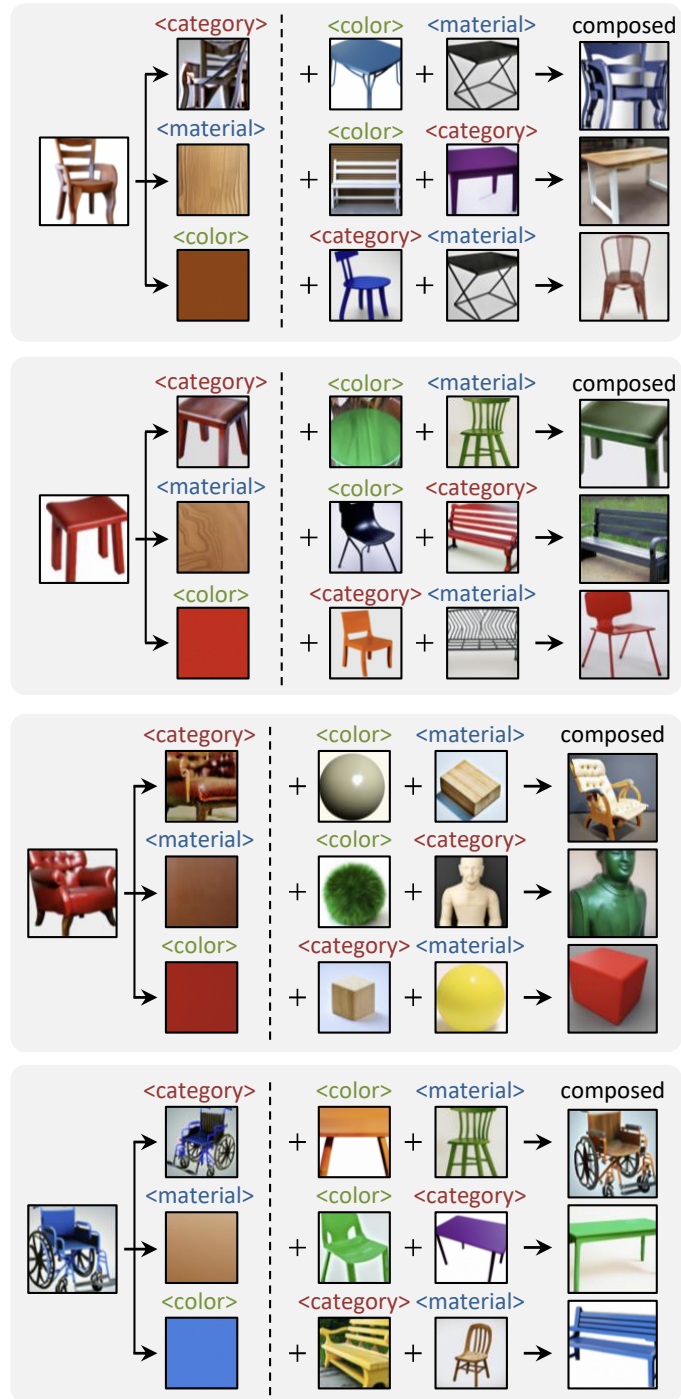 <category>
<color> <material> composed
+ +
<material>
<color> <category>
+ +
<color>
<category> <material>
+ +
<category>
<color> <material> composed
+ +
<material>
<color> <category>
+ +
<color>
<category> <material>
+ +
<category>
<color> <material> composed
+ +
<material>
<color> <category>
+ +
<color>
<category> <material>
+ +
<category>
<color> <material> composed
+ +
<material>
<color> <category>
+ +
<color>
<category> <material>
+ +